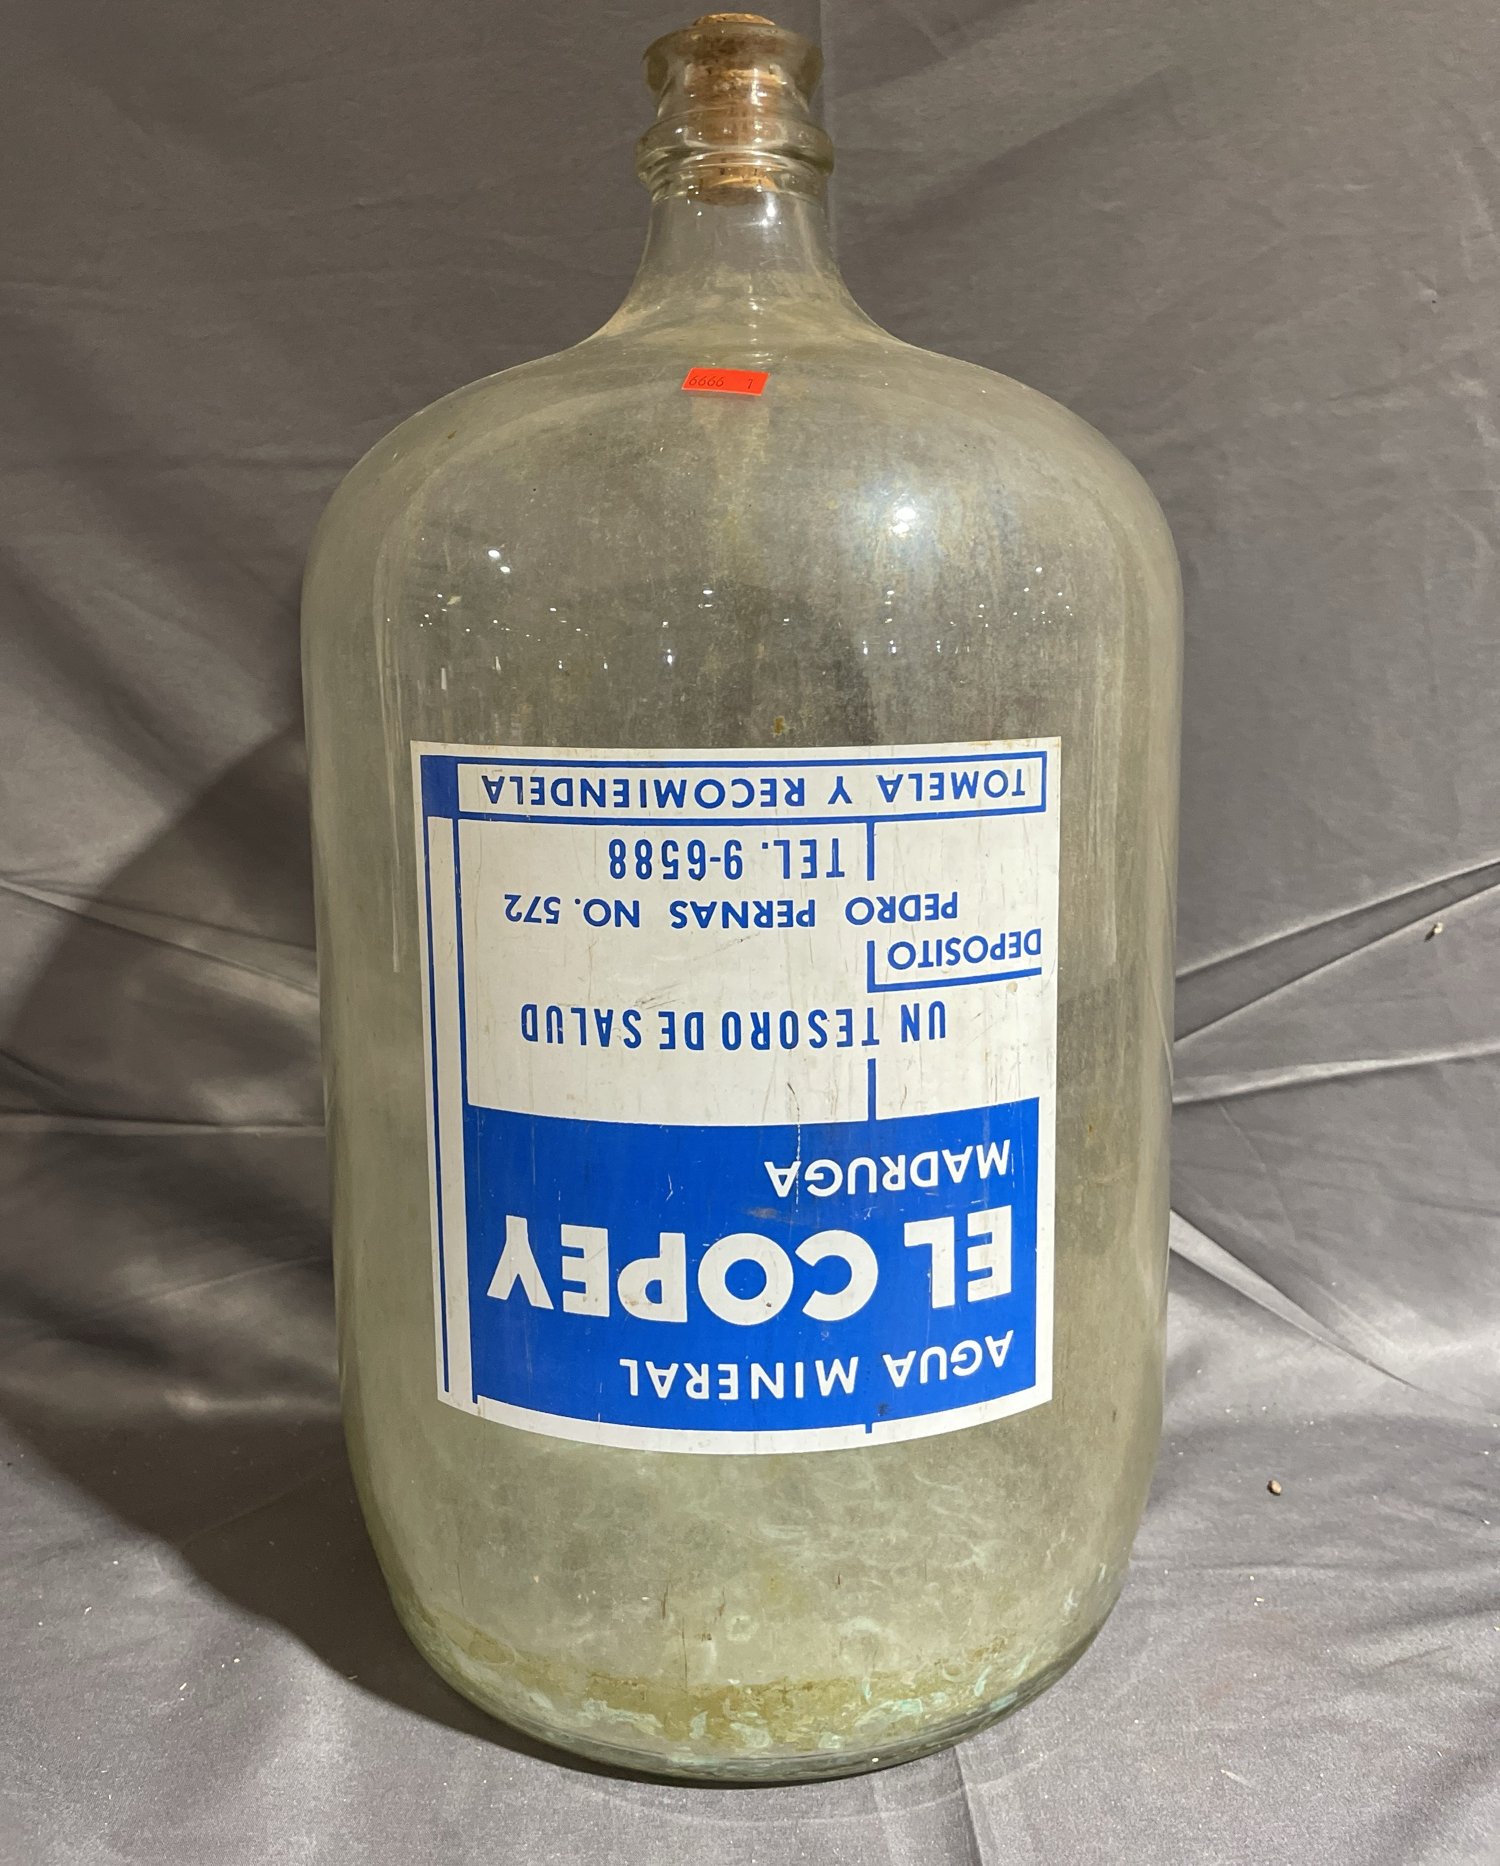 AGUA MINERAL
EL COPEY
MADRUGA
UN TESORO DE SALUD
DEPOSITO
PEDRO PERNAS NO. 572
TEL. 9-6588
TOMELA Y RECOMIENDELA